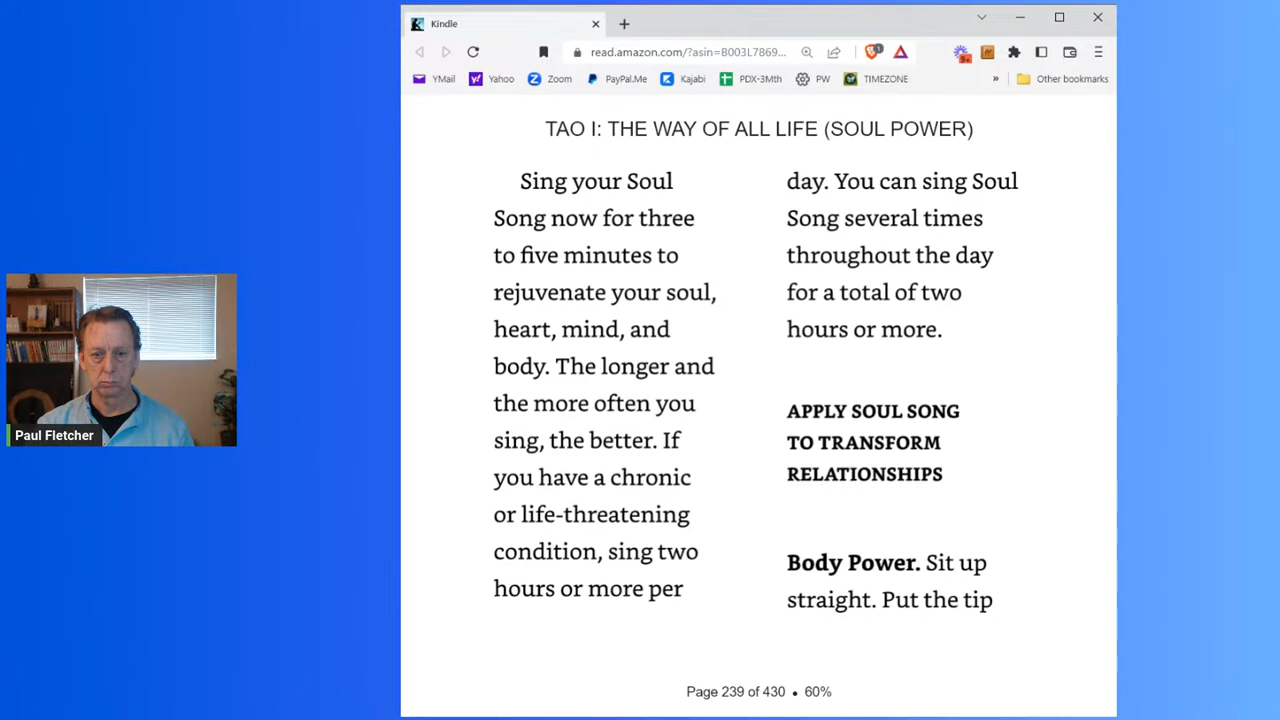 Kindle
read.amazon.com/?asin=B003L7869...
1
9+
YMail
Yahoo
Zoom
PayPal.Me
Kajabi
PDX-3Mth
PW
TIMEZONE
»
Other bookmarks
TAO I: THE WAY OF ALL LIFE (SOUL POWER)
Sing your Soul
Song now for three
to five minutes to
rejuvenate your soul,
heart, mind, and
body. The longer and
the more often you
sing, the better. If
you have a chronic
or life-threatening
condition, sing two
hours or more per
day. You can sing Soul
Song several times
throughout the day
for a total of two
hours or more.
APPLY SOUL SONG
TO TRANSFORM
RELATIONSHIPS
Body Power. Sit up
straight. Put the tip
Page 239 of 430 • 60%
Paul Fletcher